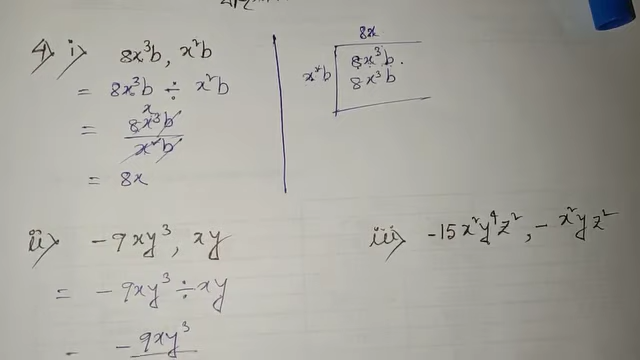 4) i) 8x³b, x²b
= 8x³b ÷ x²b
x
= 8x³b
x²b
= 8x
8x
x²b 8x³b
8x³b
ii) -9xy³, xy
= -9xy³ ÷ xy
= -9xy³
iii) -15x²y⁴z², -x²yz²